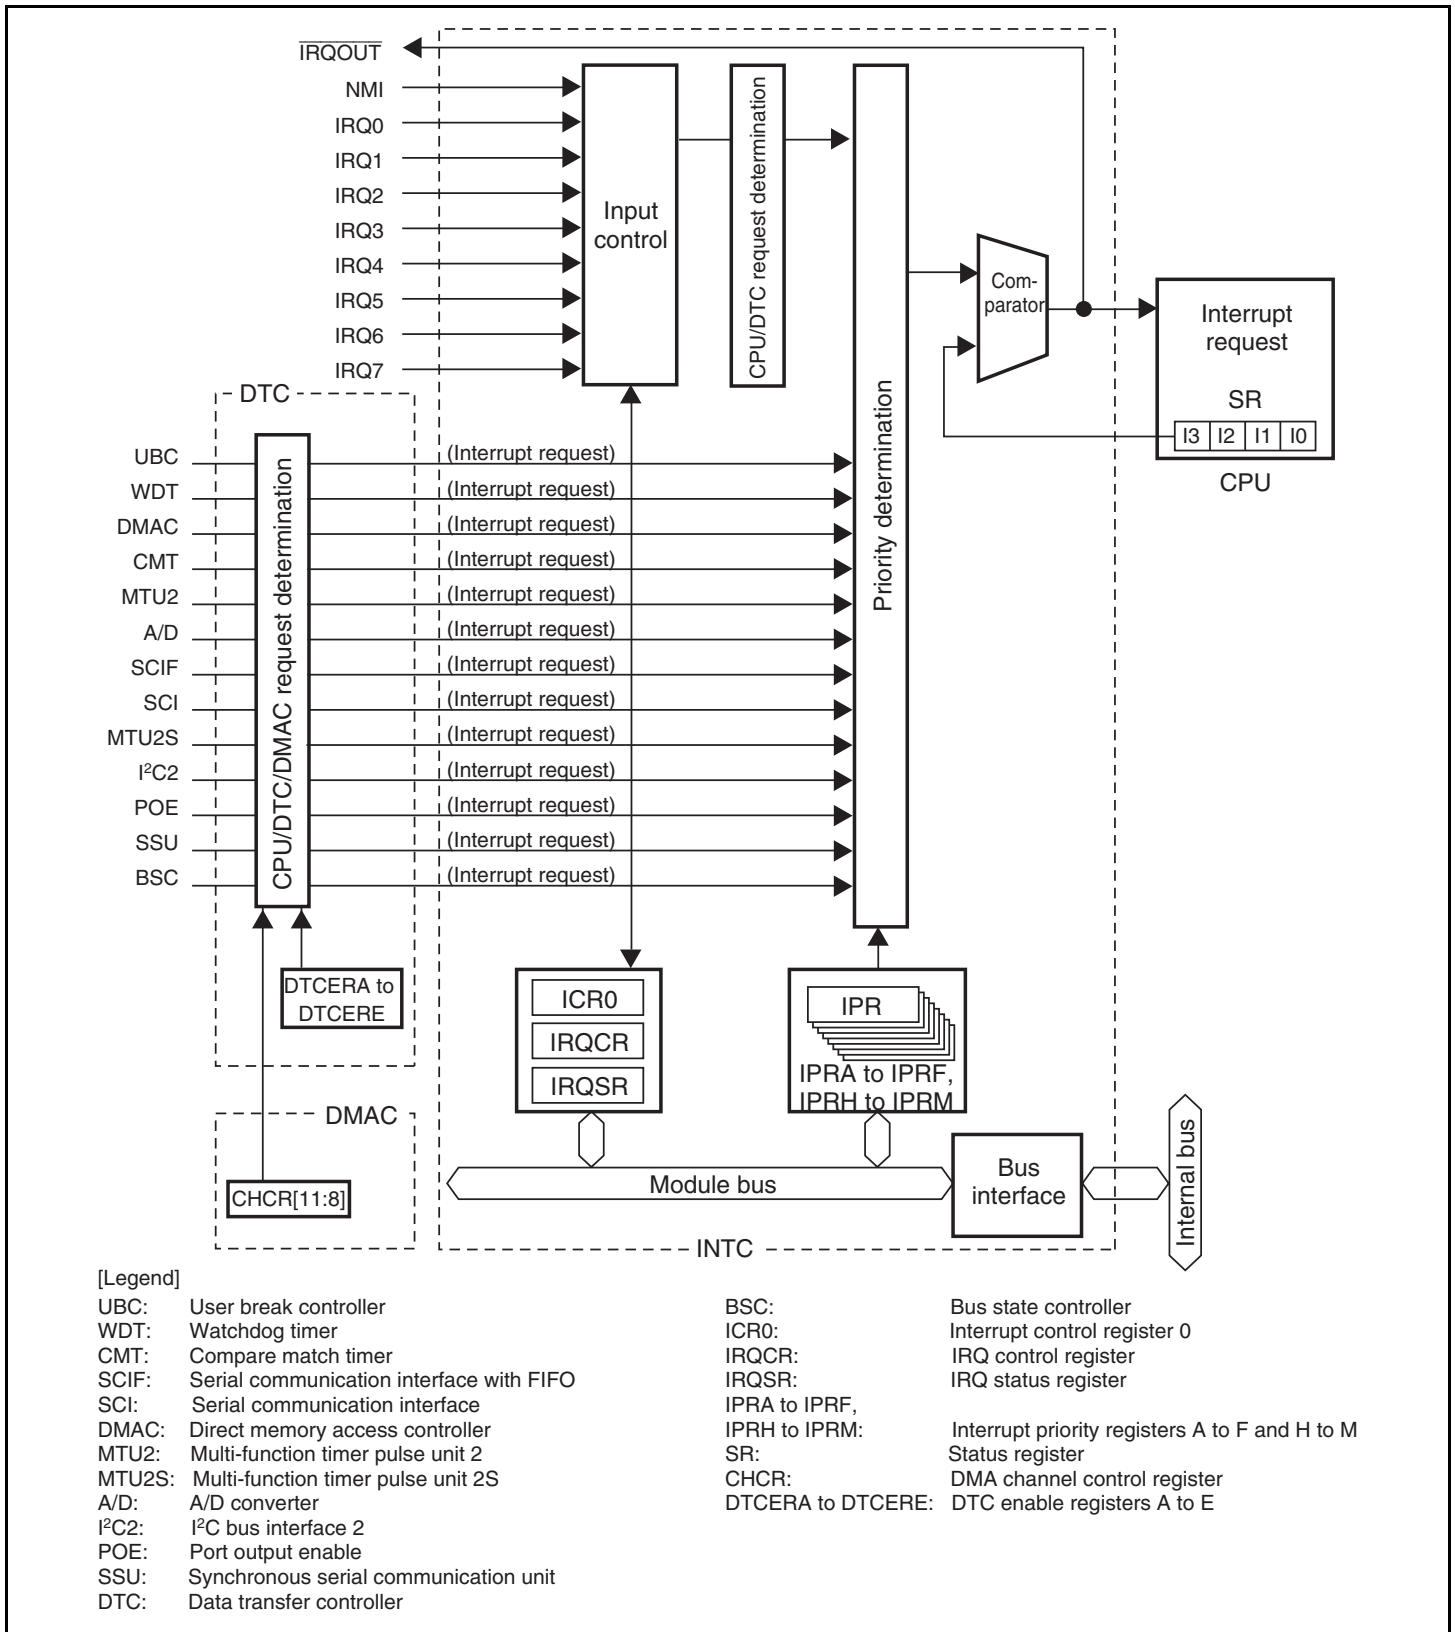 IRQOUT
NMI
IRQ0
IRQ1
IRQ2
IRQ3
IRQ4
IRQ5
IRQ6
IRQ7
Input
control
CPU/DTC request determination
Priority determination
Com-
parator
Interrupt
request
SR
I3 I2 I1 I0
CPU
DTC
CPU/DTC/DMAC request determination
UBC (Interrupt request)
WDT (Interrupt request)
DMAC (Interrupt request)
CMT (Interrupt request)
MTU2 (Interrupt request)
A/D (Interrupt request)
SCIF (Interrupt request)
SCI (Interrupt request)
MTU2S (Interrupt request)
I²C2 (Interrupt request)
POE (Interrupt request)
SSU (Interrupt request)
BSC (Interrupt request)
DTCERA to
DTCERE
ICR0
IRQCR
IRQSR
IPR
IPRA to IPRF,
IPRH to IPRM
DMAC
CHCR[11:8]
Module bus
Bus
interface
Internal bus
INTC
[Legend]
UBC: User break controller
WDT: Watchdog timer
CMT: Compare match timer
SCIF: Serial communication interface with FIFO
SCI: Serial communication interface
DMAC: Direct memory access controller
MTU2: Multi-function timer pulse unit 2
MTU2S: Multi-function timer pulse unit 2S
A/D: A/D converter
I²C2: I²C bus interface 2
POE: Port output enable
SSU: Synchronous serial communication unit
DTC: Data transfer controller
BSC: Bus state controller
ICR0: Interrupt control register 0
IRQCR: IRQ control register
IRQSR: IRQ status register
IPRA to IPRF,
IPRH to IPRM: Interrupt priority registers A to F and H to M
SR: Status register
CHCR: DMA channel control register
DTCERA to DTCERE: DTC enable registers A to E